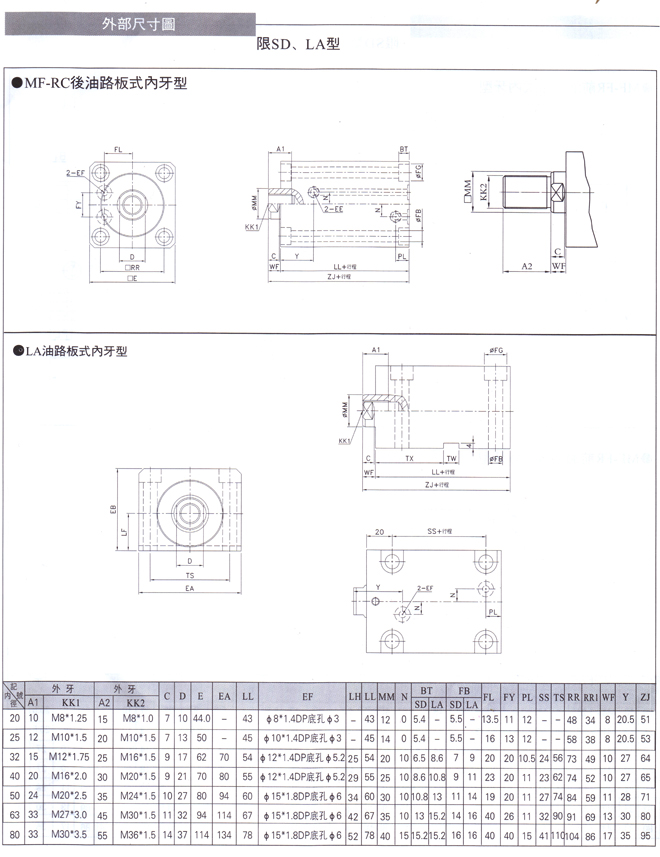 外部尺寸圖
限SD、LA型
●MF-RC後油路板式內牙型
FL
2-EF
FY
D
□RR
□E
A1
BT
øMM
KK1
2-EE
N
N
øFG
øFB
C
Y
PL
WF
LL+行程
ZJ+行程
□MM
KK2
C
A2
WF
●LA油路板式內牙型
A1
øFG
øMM
KK1
C
TX
TW
4
øFB
WF
LL+行程
ZJ+行程
EB
LF
D
TS
EA
20
SS+行程
Y
2-EF
N
N
PL
記號 內徑 外牙 外牙 C D E EA LL EF LH LL MM N BT FB FL FY PL SS TS RR RR1 WF Y ZJ
A1 KK1 A2 KK2 SD LA SD LA
20 10 M8*1.25 15 M8*1.0 7 10 44.0 – 43 ϕ8*1.4DP底孔ϕ3 – 43 12 0 5.4 – 5.5 – 13.5 11 12 – – 48 34 8 20.5 51
25 12 M10*1.5 20 M10*1.5 7 13 50 – 45 ϕ10*1.4DP底孔ϕ3 – 45 14 0 5.4 – 5.5 – 16 13 12 – – 58 38 8 20.5 53
32 15 M12*1.75 25 M16*1.5 9 17 62 70 54 ϕ12*1.4DP底孔ϕ5.2 25 54 20 10 6.5 8.6 7 9 20 20 10.5 24 56 73 49 10 27 64
40 20 M16*2.0 30 M20*1.5 9 21 70 80 55 ϕ12*1.4DP底孔ϕ5.2 29 55 25 10 8.6 10.8 9 11 23 20 11 23 62 74 52 10 27 65
50 24 M20*2.5 35 M24*1.5 10 27 80 94 60 ϕ15*1.8DP底孔ϕ6 34 60 30 10 10.8 13 11 14 19 20 11 27 74 84 59 11 28 71
63 33 M27*3.0 45 M30*1.5 11 32 94 114 67 ϕ15*1.8DP底孔ϕ6 42 67 35 10 13 15.2 14 16 40 26 11 32 90 91 69 13 30 80
80 33 M30*3.5 55 M36*1.5 14 37 114 134 78 ϕ15*1.8DP底孔ϕ6 52 78 40 15 15.2 15.2 16 16 40 40 15 41 110 104 86 17 35 95